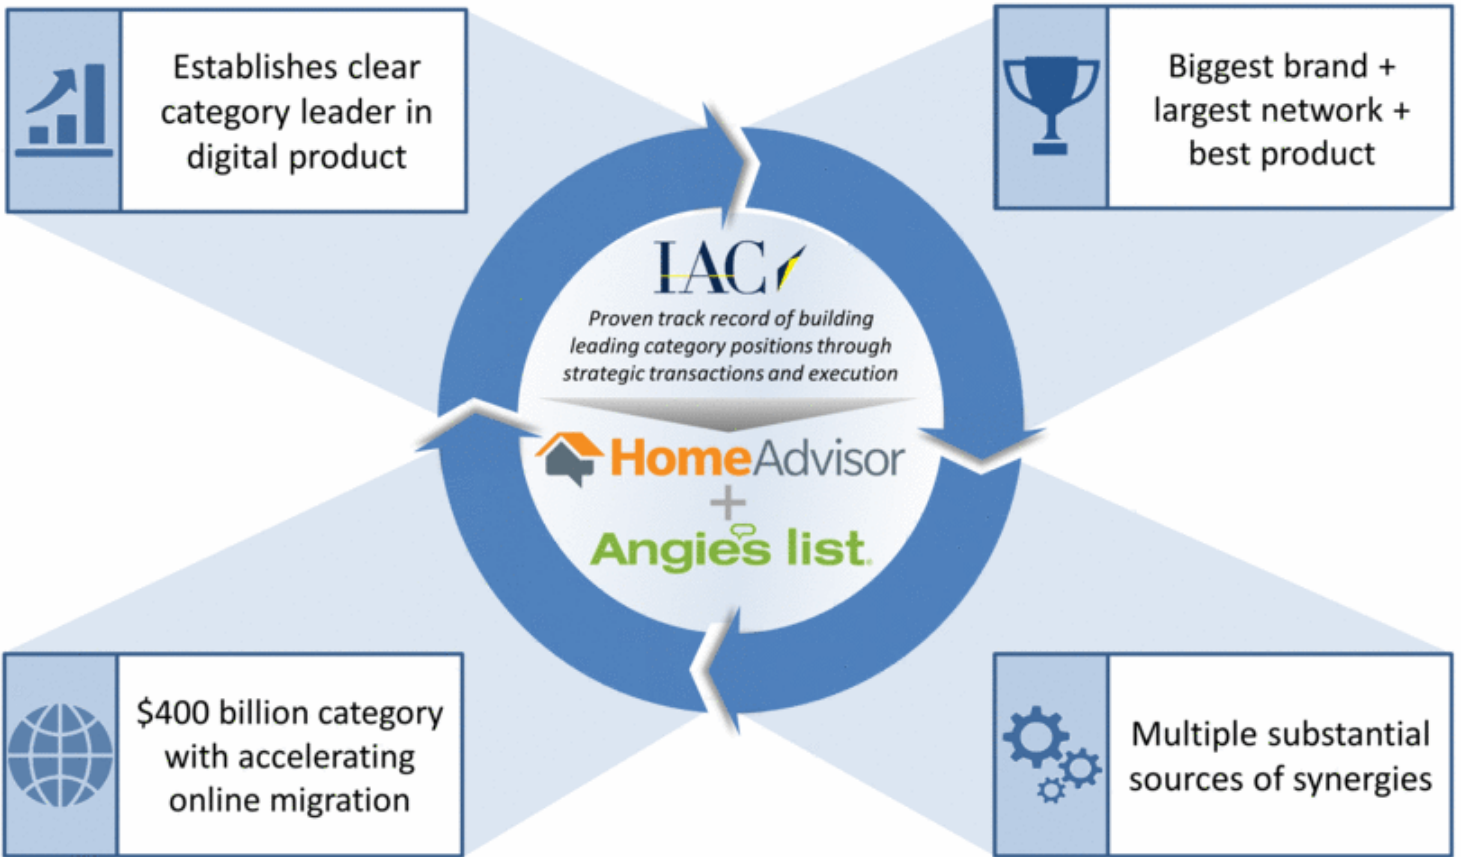 Establishes clear
category leader in
digital product
Biggest brand +
largest network +
best product
IAC
Proven track record of building
leading category positions through
strategic transactions and execution
HomeAdvisor
+
Angie's list®
$400 billion category
with accelerating
online migration
Multiple substantial
sources of synergies